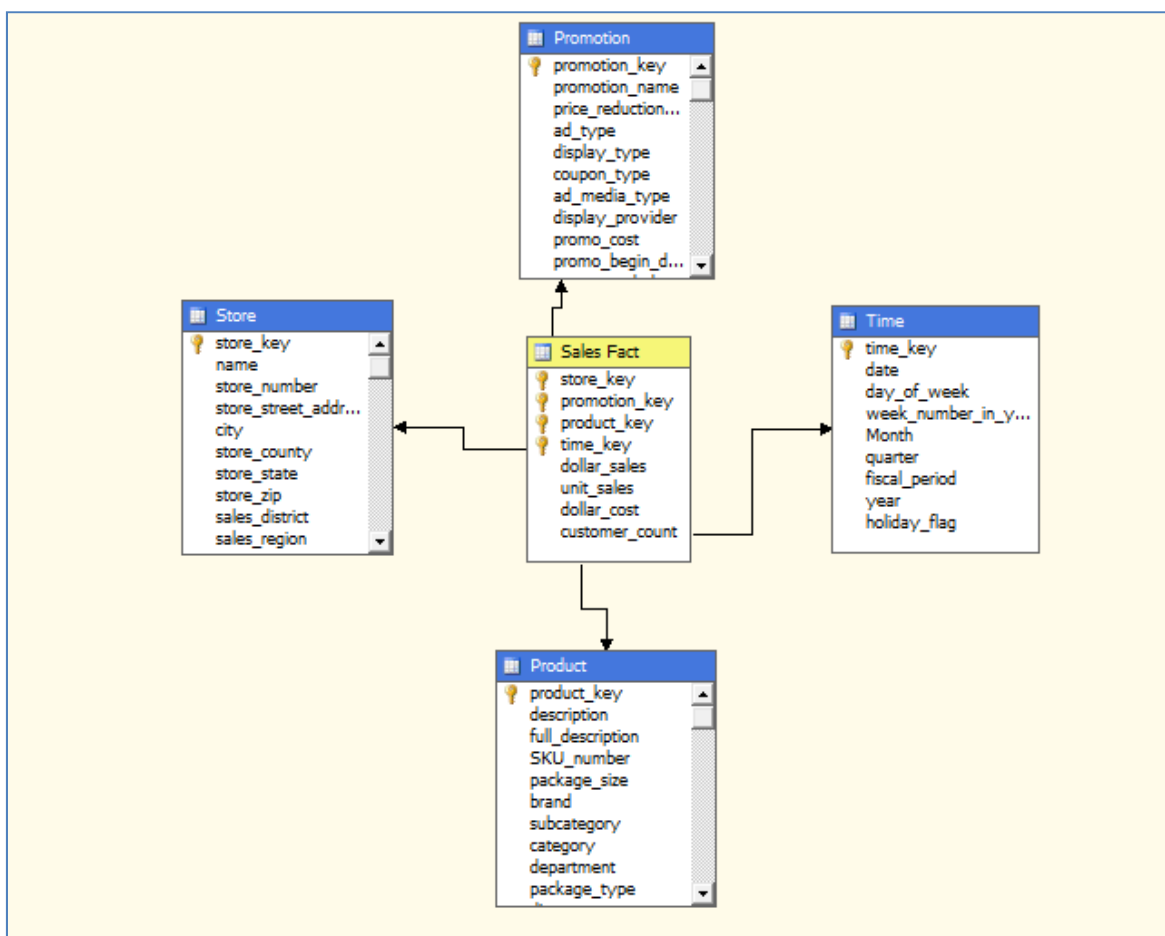 Promotion
promotion_key
promotion_name
price_reduction...
ad_type
display_type
coupon_type
ad_media_type
display_provider
promo_cost
promo_begin_d...
Store
store_key
name
store_number
store_street_addr...
city
store_county
store_state
store_zip
sales_district
sales_region
Sales Fact
store_key
promotion_key
product_key
time_key
dollar_sales
unit_sales
dollar_cost
customer_count
Time
time_key
date
day_of_week
week_number_in_y...
Month
quarter
fiscal_period
year
holiday_flag
Product
product_key
description
full_description
SKU_number
package_size
brand
subcategory
category
department
package_type